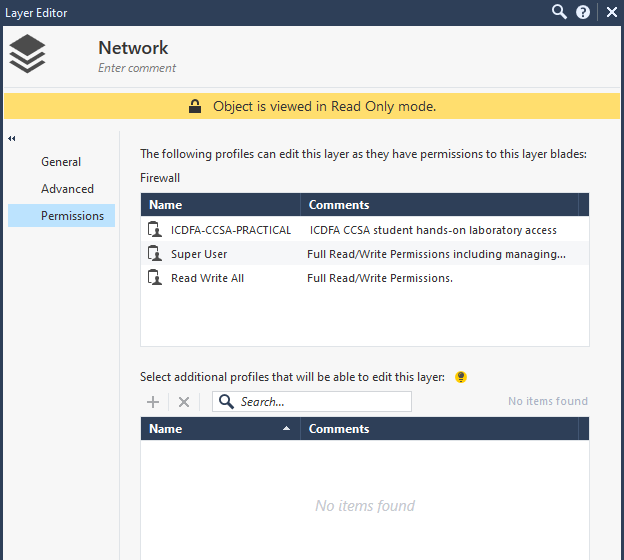 Layer Editor
Network
Enter comment
Object is viewed in Read Only mode.
General
Advanced
Permissions
The following profiles can edit this layer as they have permissions to this layer blades:
Firewall
Name Comments
ICDFA-CCSA-PRACTICAL ICDFA CCSA student hands-on laboratory access
Super User Full Read/Write Permissions including managing...
Read Write All Full Read/Write Permissions.
Select additional profiles that will be able to edit this layer:
Search... No items found
Name Comments
No items found